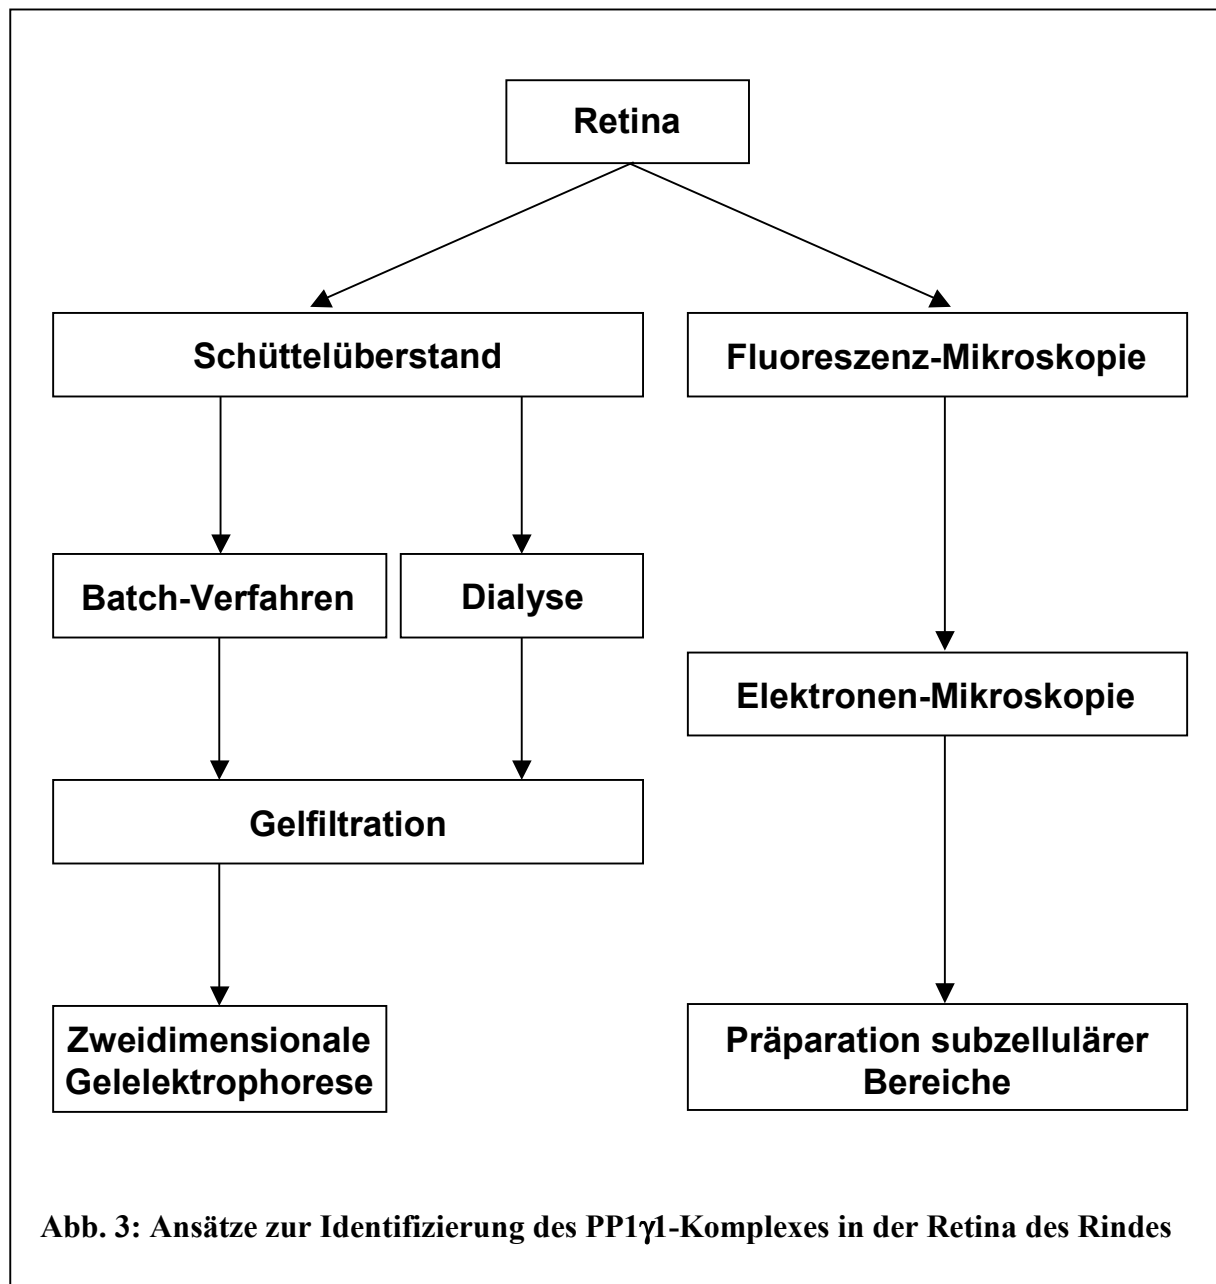 Retina
Schüttelüberstand
Fluoreszenz-Mikroskopie
Batch-Verfahren
Dialyse
Elektronen-Mikroskopie
Gelfiltration
Zweidimensionale
Gelelektrophorese
Präparation subzellulärer
Bereiche
Abb. 3: Ansätze zur Identifizierung des PP1γ1-Komplexes in der Retina des Rindes